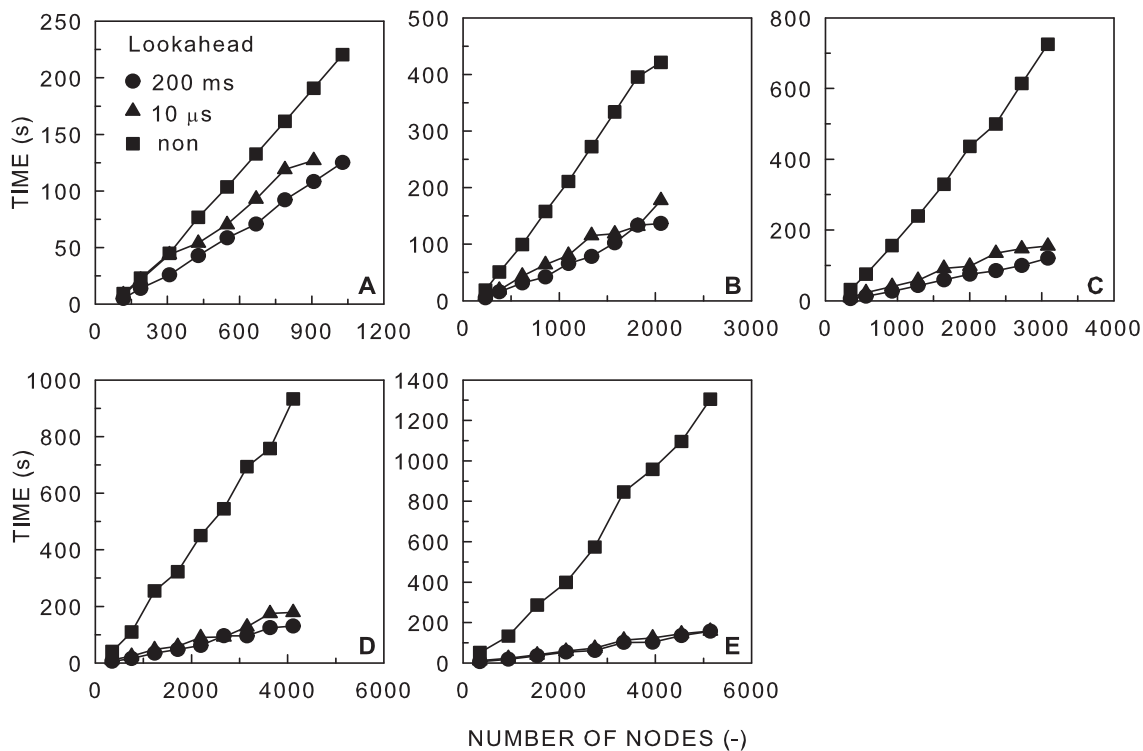 Lookahead
200 ms
10 μs
non
TIME (s)
250
200
150
100
50
0
0 300 600 900 1200
A
500
400
300
200
100
0
0 1000 2000 3000
B
800
600
400
200
0
0 1000 2000 3000 4000
C
TIME (s)
1000
800
600
400
200
0
0 2000 4000 6000
D
1400
1200
1000
800
600
400
200
0
0 2000 4000 6000
E
NUMBER OF NODES (-)